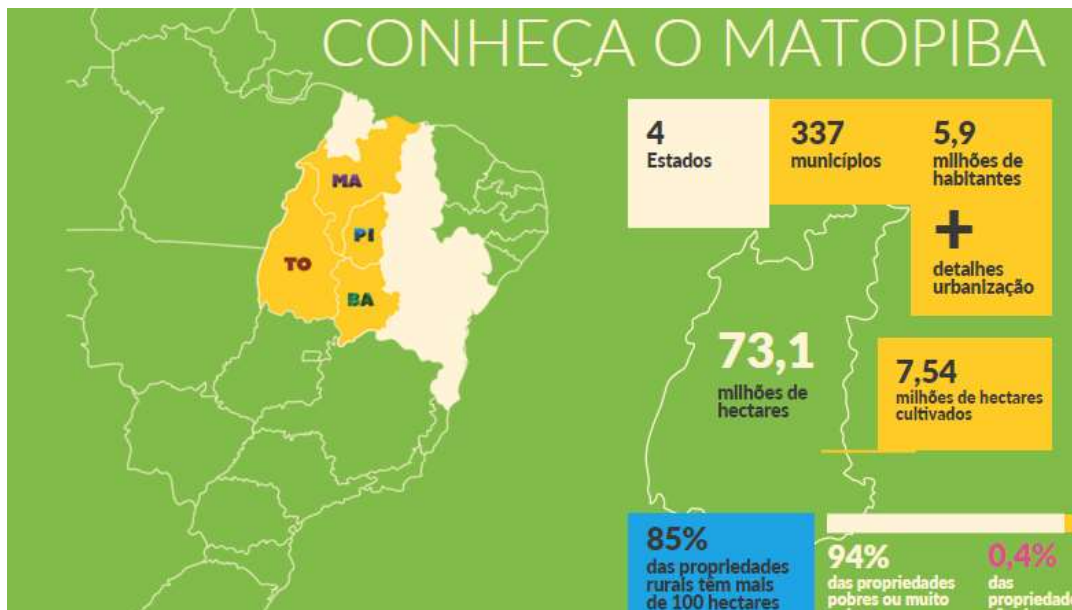 CONHEÇA O MATOPIBA
MA
PI
TO
BA
4
Estados
337
municípios
5,9
milhões de
habitantes
+
detalhes
urbanização
73,1
milhões de
hectares
7,54
milhões de hectares
cultivados
85%
das propriedades
rurais têm mais
de 100 hectares
94%
das propriedades
pobres ou muito
0,4%
das